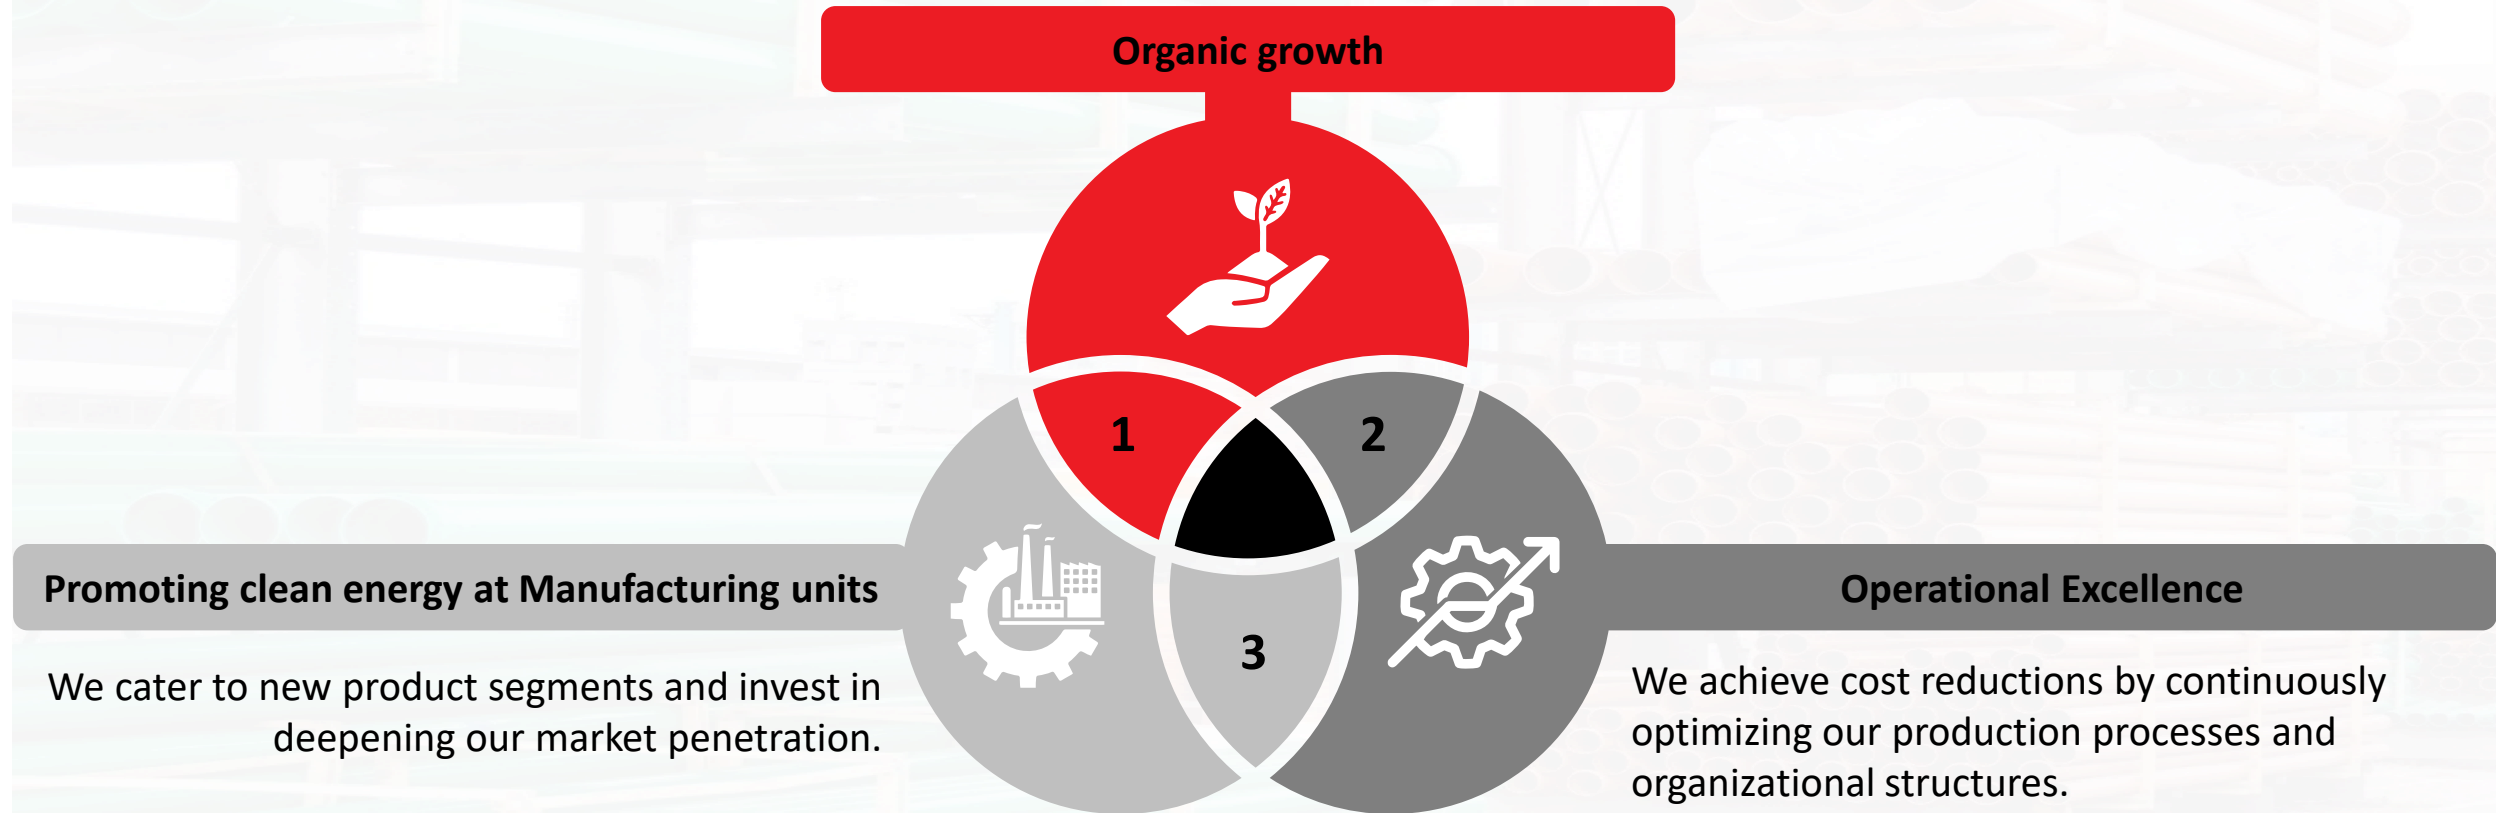 Organic growth
1
2
3
Promoting clean energy at Manufacturing units
We cater to new product segments and invest in
deepening our market penetration.
Operational Excellence
We achieve cost reductions by continuously
optimizing our production processes and
organizational structures.